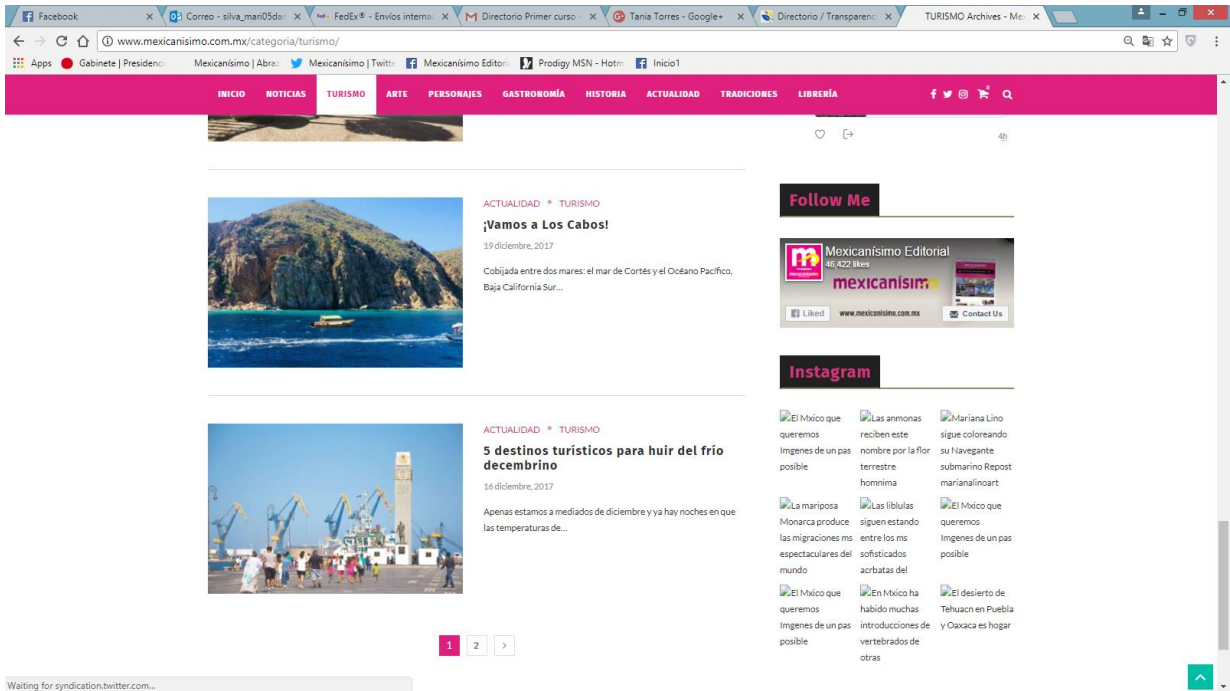 Facebook
Correo - silva_mari05dan
FedEx® - Envíos internac
Directorio Primer curso -
Tania Torres - Google+
Directorio / Transparenci
TURISMO Archives - Mex
www.mexicanisimo.com.mx/categoria/turismo/
Apps
Gabinete | Presidenci
Mexicanísimo | Abraz
Mexicanísimo | Twitte
Mexicanísimo Editori
Prodigy MSN - Hotm
Inicio1
INICIO NOTICIAS TURISMO ARTE PERSONAJES GASTRONOMÍA HISTORIA ACTUALIDAD TRADICIONES LIBRERÍA
4h
ACTUALIDAD TURISMO
¡Vamos a Los Cabos!
19 diciembre, 2017
Cobijada entre dos mares: el mar de Cortés y el Océano Pacífico,
Baja California Sur...
ACTUALIDAD TURISMO
5 destinos turísticos para huir del frío
decembrino
16 diciembre, 2017
Apenas estamos a mediados de diciembre y ya hay noches en que
las temperaturas de...
1 2 >
Follow Me
Mexicanísimo Editorial
46,422 likes
mexicanísimo
Liked
www.mexicanisimo.com.mx
Contact Us
Instagram
El Mxico que
queremos
Imgenes de un pas
posible
Las anmonas
reciben este
nombre por la flor
terrestre
homnima
Mariana Lino
sigue coloreando
su Navegante
submarino Repost
marianalinoart
La mariposa
Monarca produce
las migraciones ms
espectaculares del
mundo
Las liblulas
siguen estando
entre los ms
sofisticados
acrbatas del
El Mxico que
queremos
Imgenes de un pas
posible
El Mxico que
queremos
Imgenes de un pas
posible
En Mxico ha
habido muchas
introducciones de
vertebrados de
otras
El desierto de
Tehuacn en Puebla
y Oaxaca es hogar
Waiting for syndication.twitter.com...